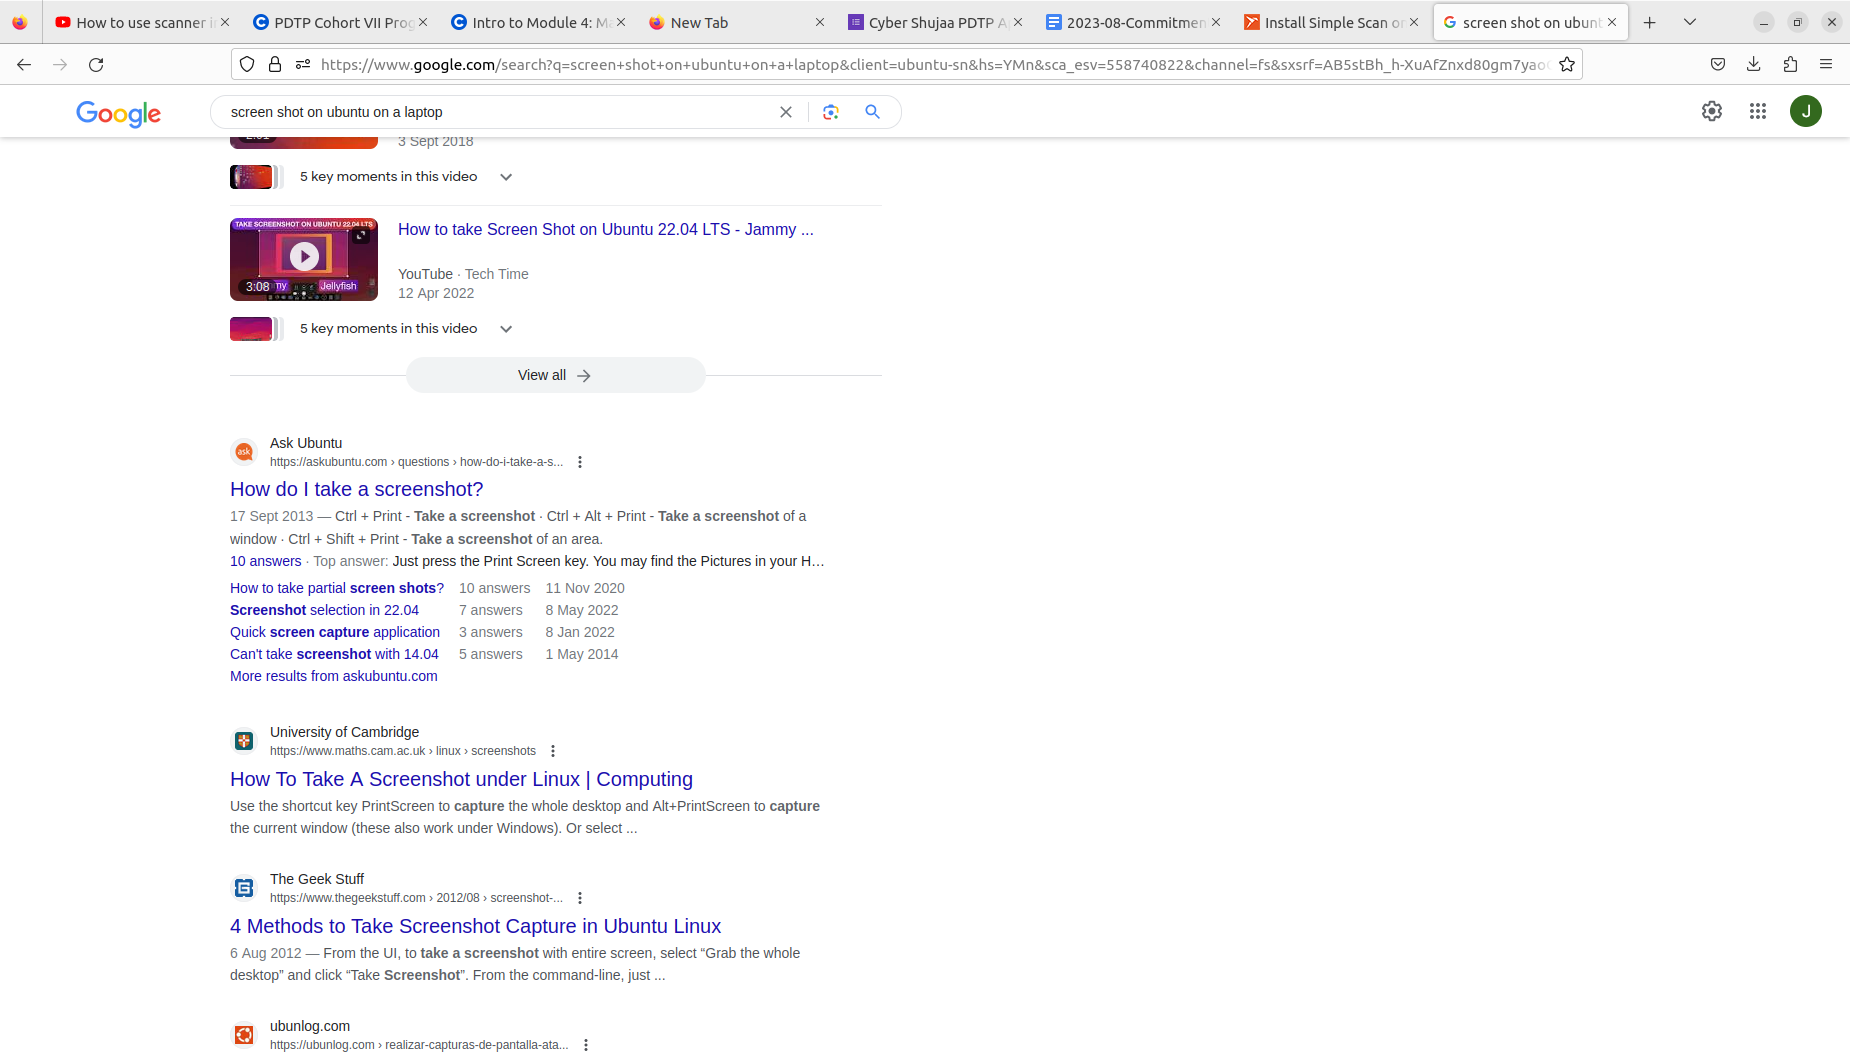 How to use scanner i
PDTP Cohort VII Prog
Intro to Module 4: Ma
New Tab
Cyber Shujaa PDTP A
2023-08-Commitmen
Install Simple Scan o
screen shot on ubunt
https://www.google.com/search?q=screen+shot+on+ubuntu+on+a+laptop&client=ubuntu-sn&hs=YMn&sca_esv=558740822&channel=fs&sxsrf=AB5stBh_h-XuAfZnxd80gm7yao
Google
screen shot on ubuntu on a laptop
J
3 Sept 2018
5 key moments in this video
TAKE SCREENSHOT ON UBUNTU 22.04 LTS
3:08
my
Jellyfish
How to take Screen Shot on Ubuntu 22.04 LTS - Jammy ...
YouTube · Tech Time
12 Apr 2022
5 key moments in this video
View all
ask
Ask Ubuntu
https://askubuntu.com › questions › how-do-i-take-a-s...
How do I take a screenshot?
17 Sept 2013 — Ctrl + Print - Take a screenshot · Ctrl + Alt + Print - Take a screenshot of a
window · Ctrl + Shift + Print - Take a screenshot of an area.
10 answers · Top answer: Just press the Print Screen key. You may find the Pictures in your H…
How to take partial screen shots? 10 answers 11 Nov 2020
Screenshot selection in 22.04 7 answers 8 May 2022
Quick screen capture application 3 answers 8 Jan 2022
Can't take screenshot with 14.04 5 answers 1 May 2014
More results from askubuntu.com
University of Cambridge
https://www.maths.cam.ac.uk › linux › screenshots
How To Take A Screenshot under Linux | Computing
Use the shortcut key PrintScreen to capture the whole desktop and Alt+PrintScreen to capture
the current window (these also work under Windows). Or select ...
The Geek Stuff
https://www.thegeekstuff.com › 2012/08 › screenshot-...
4 Methods to Take Screenshot Capture in Ubuntu Linux
6 Aug 2012 — From the UI, to take a screenshot with entire screen, select “Grab the whole
desktop” and click “Take Screenshot”. From the command-line, just ...
ubunlog.com
https://ubunlog.com › realizar-capturas-de-pantalla-ata...